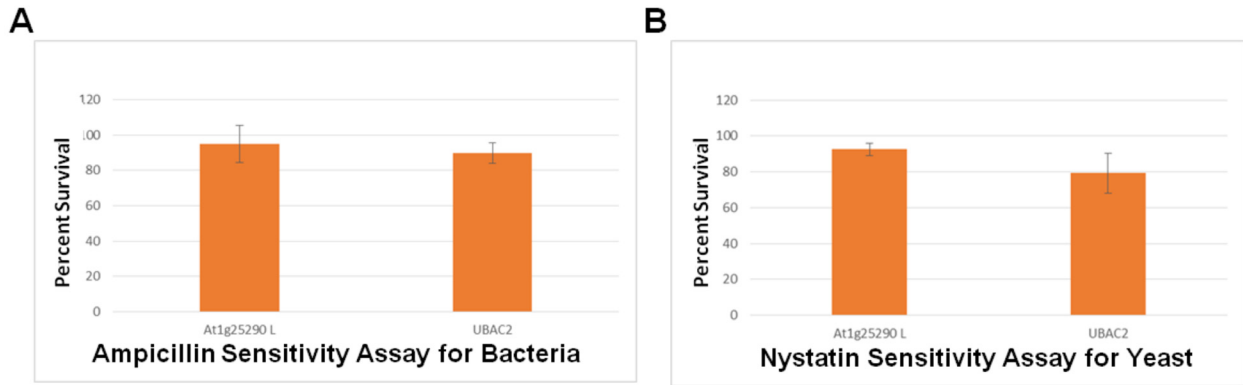 A
Percent Survival
120
100
80
60
40
20
0
At1g25290 L
UBAC2
Ampicillin Sensitivity Assay for Bacteria
B
Percent Survival
120
100
80
60
40
20
0
At1g25290 L
UBAC2
Nystatin Sensitivity Assay for Yeast